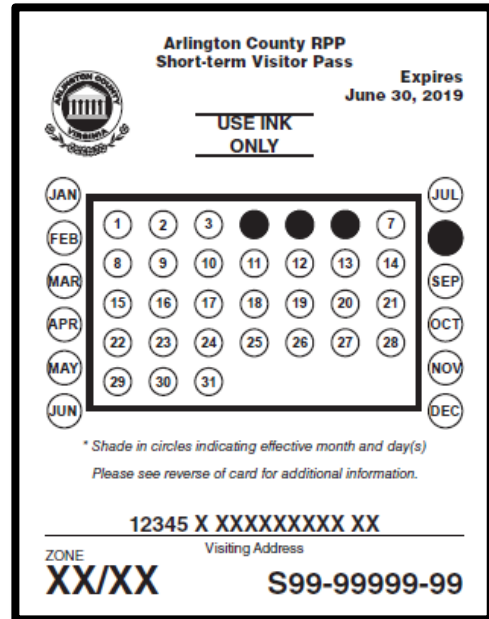 Arlington County RPP
Short-term Visitor Pass
Expires
June 30, 2019
ARLINGTON COUNTY
VIRGINIA
USE INK
ONLY
JAN JUL
1 2 3 7
FEB
8 9 10 11 12 13 14
MAR SEP
15 16 17 18 19 20 21
APR OCT
22 23 24 25 26 27 28
MAY NOV
29 30 31
JUN DEC
* Shade in circles indicating effective month and day(s)
Please see reverse of card for additional information.
12345 X XXXXXXXXX XX
ZONE Visiting Address
XX/XX S99-99999-99